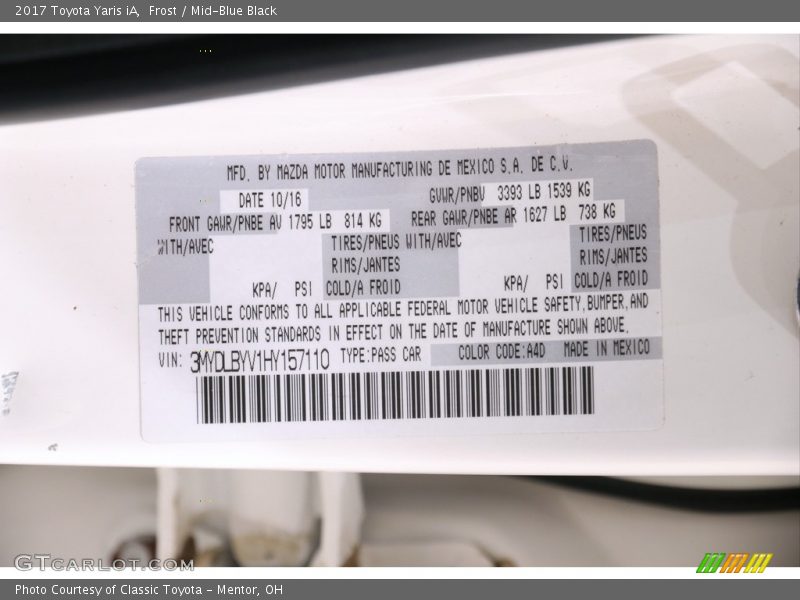 2017 Toyota Yaris iA, Frost / Mid-Blue Black
MFD. BY MAZDA MOTOR MANUFACTURING DE MEXICO S.A. DE C.V.
DATE 10/16 GVWR/PNBV 3393 LB 1539 KG
FRONT GAWR/PNBE AV 1795 LB 814 KG REAR GAWR/PNBE AR 1627 LB 738 KG
WITH/AVEC TIRES/PNEUS WITH/AVEC TIRES/PNEUS
RIMS/JANTES RIMS/JANTES
KPA/ PSI COLD/A FROID KPA/ PSI COLD/A FROID
THIS VEHICLE CONFORMS TO ALL APPLICABLE FEDERAL MOTOR VEHICLE SAFETY,BUMPER,AND
THEFT PREVENTION STANDARDS IN EFFECT ON THE DATE OF MANUFACTURE SHOWN ABOVE.
VIN: 3MYDLBYV1HY157110 TYPE:PASS CAR COLOR CODE:A4D MADE IN MEXICO
GTcarlot.com
Photo Courtesy of Classic Toyota - Mentor, OH